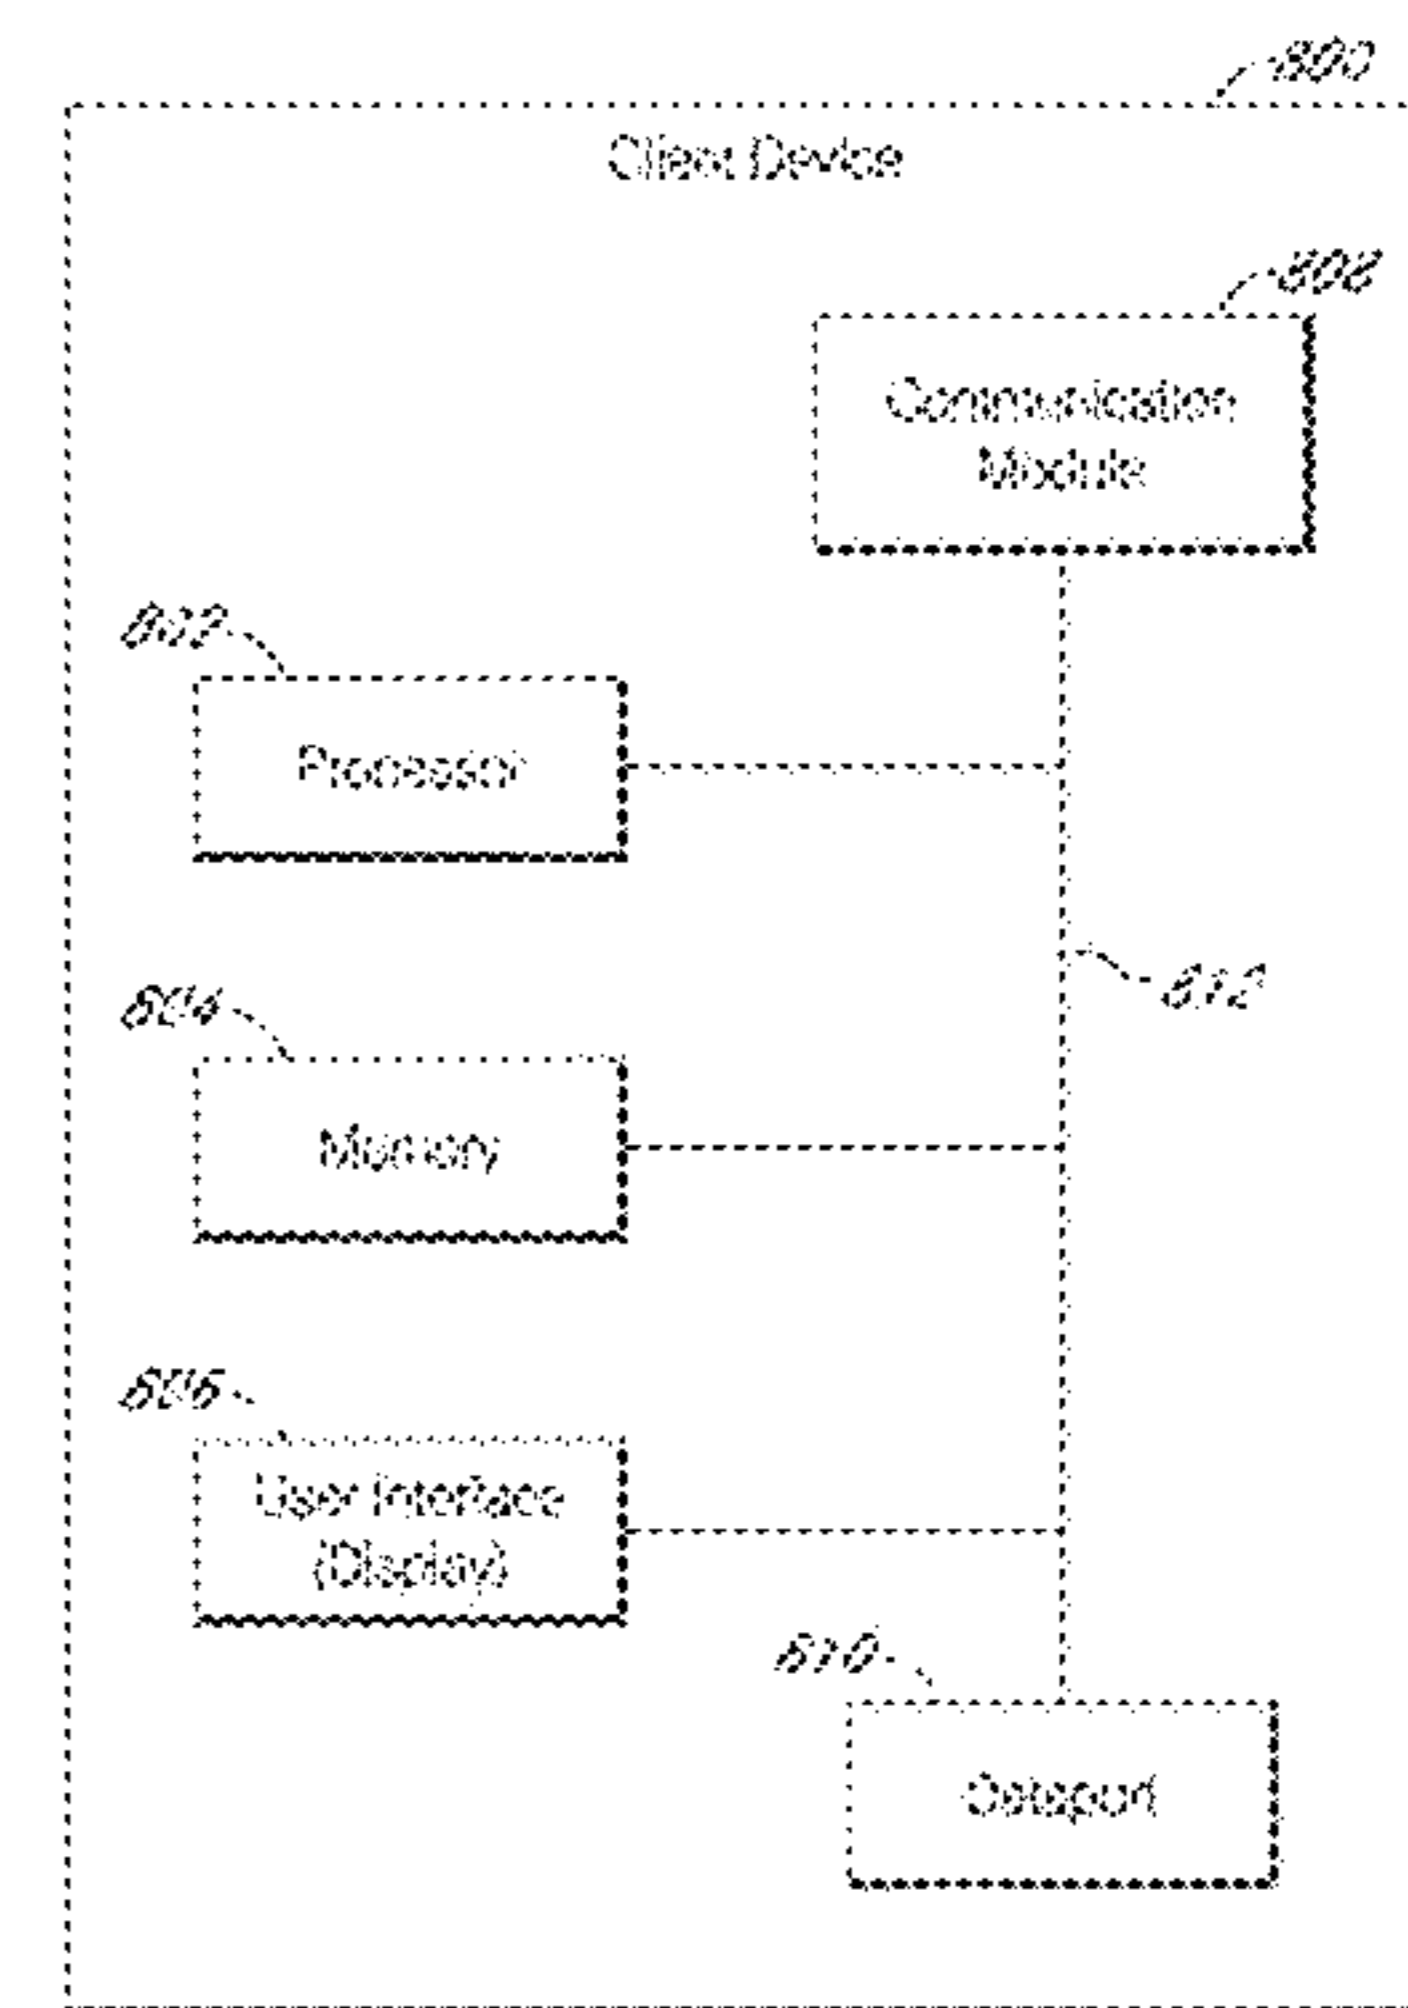 800
Client Device
808
Communication
Module
802
Processor
812
804
Memory
806
User Interface
(Display)
810
Dataport